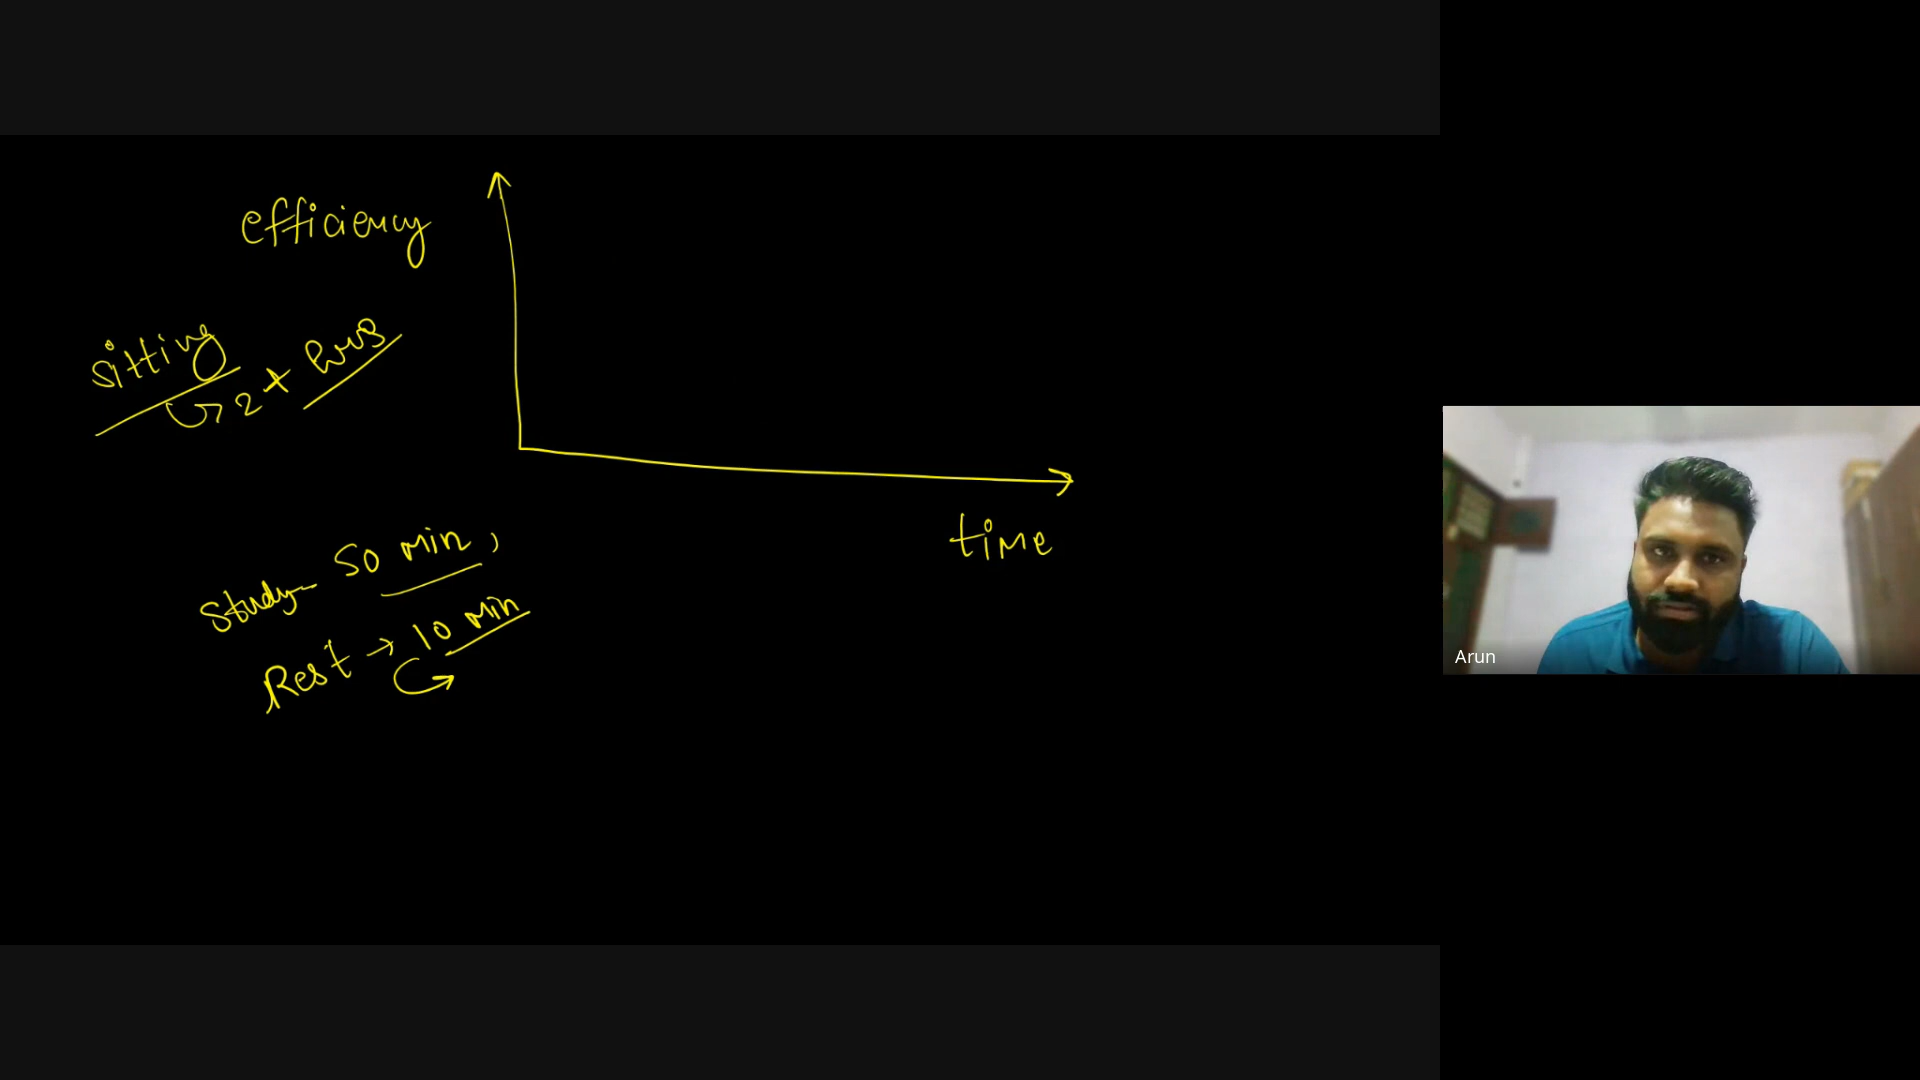 efficiency
sitting
2+ hrs
time
Study- 50 min,
Rest → 10 min
Arun